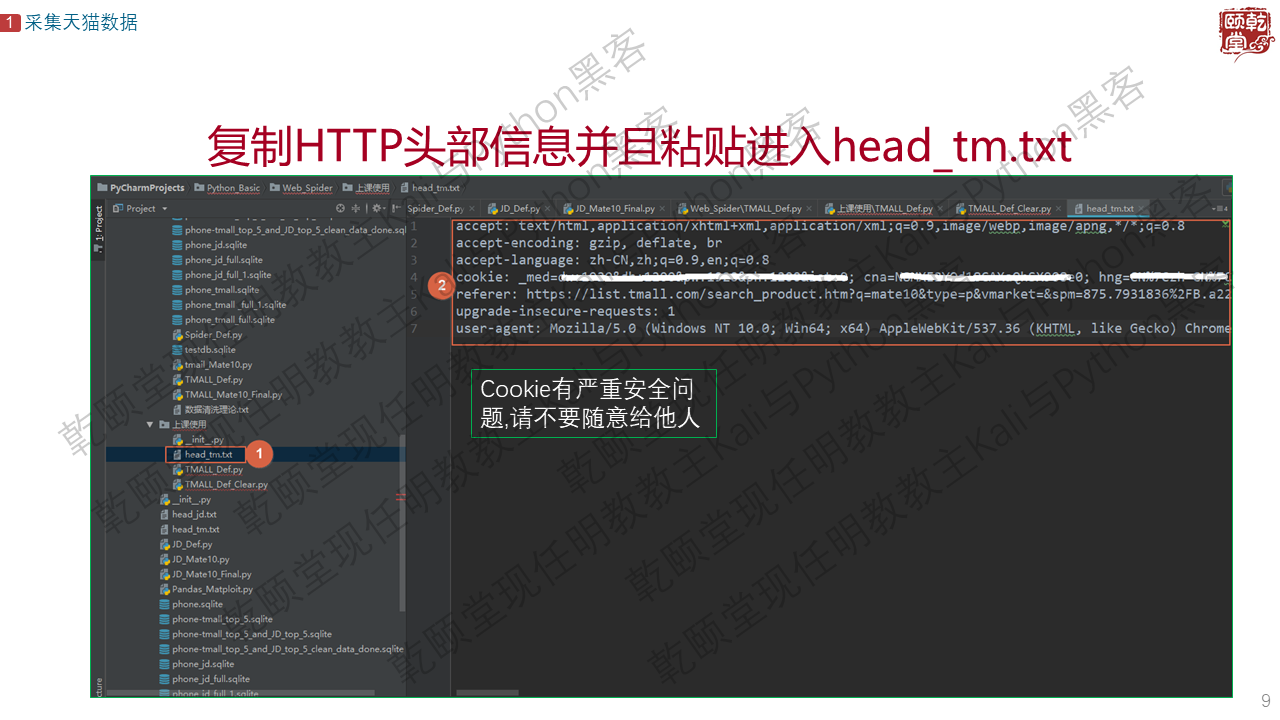 1 采集天猫数据
颐乾堂
复制HTTP头部信息并且粘贴进入head_tm.txt
PyCharmProjects Python_Basic Web_Spider 上课使用 head_tm.txt
Project
Spider_Def.py JD_Def.py JD_Mate10_Final.py Web_Spider\TMALL_Def.py 上课使用\TMALL_Def.py TMALL_Def_Clear.py head_tm.txt
1: Project
phone-tmall_top_5_and_JD_top_5_clean_data_done.sql
phone_jd.sqlite
phone_jd_full.sqlite
phone_jd_full_1.sqlite
phone_tmall.sqlite
phone_tmall_full_1.sqlite
phone_tmall_full.sqlite
Spider_Def.py
testdb.sqlite
tmall_Mate10.py
TMALL_Def.py
TMALL_Mate10_Final.py
数据清洗理论.txt
上课使用
__init__.py
head_tm.txt
1
TMALL_Def.py
TMALL_Def_Clear.py
__init__.py
head_jd.txt
head_tm.txt
JD_Def.py
JD_Mate10.py
JD_Mate10_Final.py
Pandas_Matploit.py
phone.sqlite
phone-tmall_top_5.sqlite
phone-tmall_top_5_and_JD_top_5.sqlite
phone-tmall_top_5_and_JD_top_5_clean_data_done.sqlite
phone_jd.sqlite
phone_jd_full.sqlite
phone_jd_full_1.sqlite
2
1 accept: text/html,application/xhtml+xml,application/xml;q=0.9,image/webp,image/apng,*/*;q=0.8
2 accept-encoding: gzip, deflate, br
3 accept-language: zh-CN,zh;q=0.9,en;q=0.8
4 cookie: _med= cna= hng=
5 referer: https://list.tmall.com/search_product.htm?q=mate10&type=p&vmarket=&spm=875.7931836%2FB.a22
6 upgrade-insecure-requests: 1
7 user-agent: Mozilla/5.0 (Windows NT 10.0; Win64; x64) AppleWebKit/537.36 (KHTML, like Gecko) Chrome
Cookie有严重安全问
题,请不要随意给他人
乾颐堂现任明教教主Kali与Python黑客
9